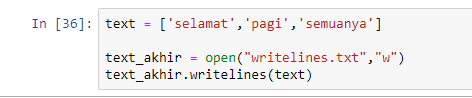 In [36]: text = ['selamat','pagi','semuanya']
text_akhir = open("writelines.txt","w")
text_akhir.writelines(text)